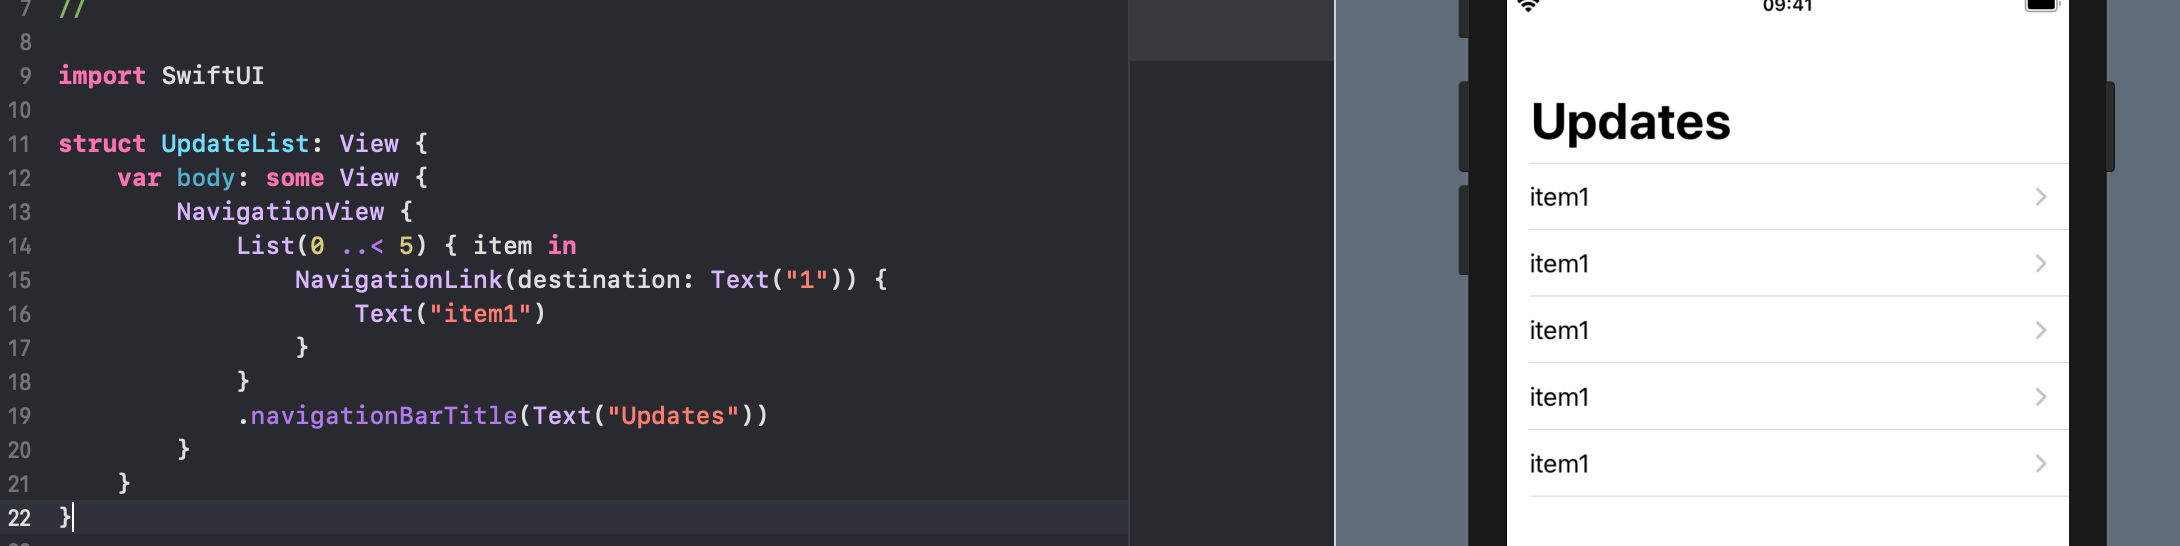 7 //
8
9 import SwiftUI
10
11 struct UpdateList: View {
12 var body: some View {
13 NavigationView {
14 List(0 ..< 5) { item in
15 NavigationLink(destination: Text("1")) {
16 Text("item1")
17 }
18 }
19 .navigationBarTitle(Text("Updates"))
20 }
21 }
22 }
09:41
Updates
item1
item1
item1
item1
item1